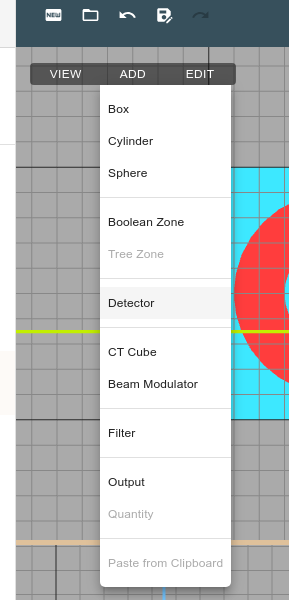 NEW
VIEW ADD EDIT
Box
Cylinder
Sphere
Boolean Zone
Tree Zone
Detector
CT Cube
Beam Modulator
Filter
Output
Quantity
Paste from Clipboard